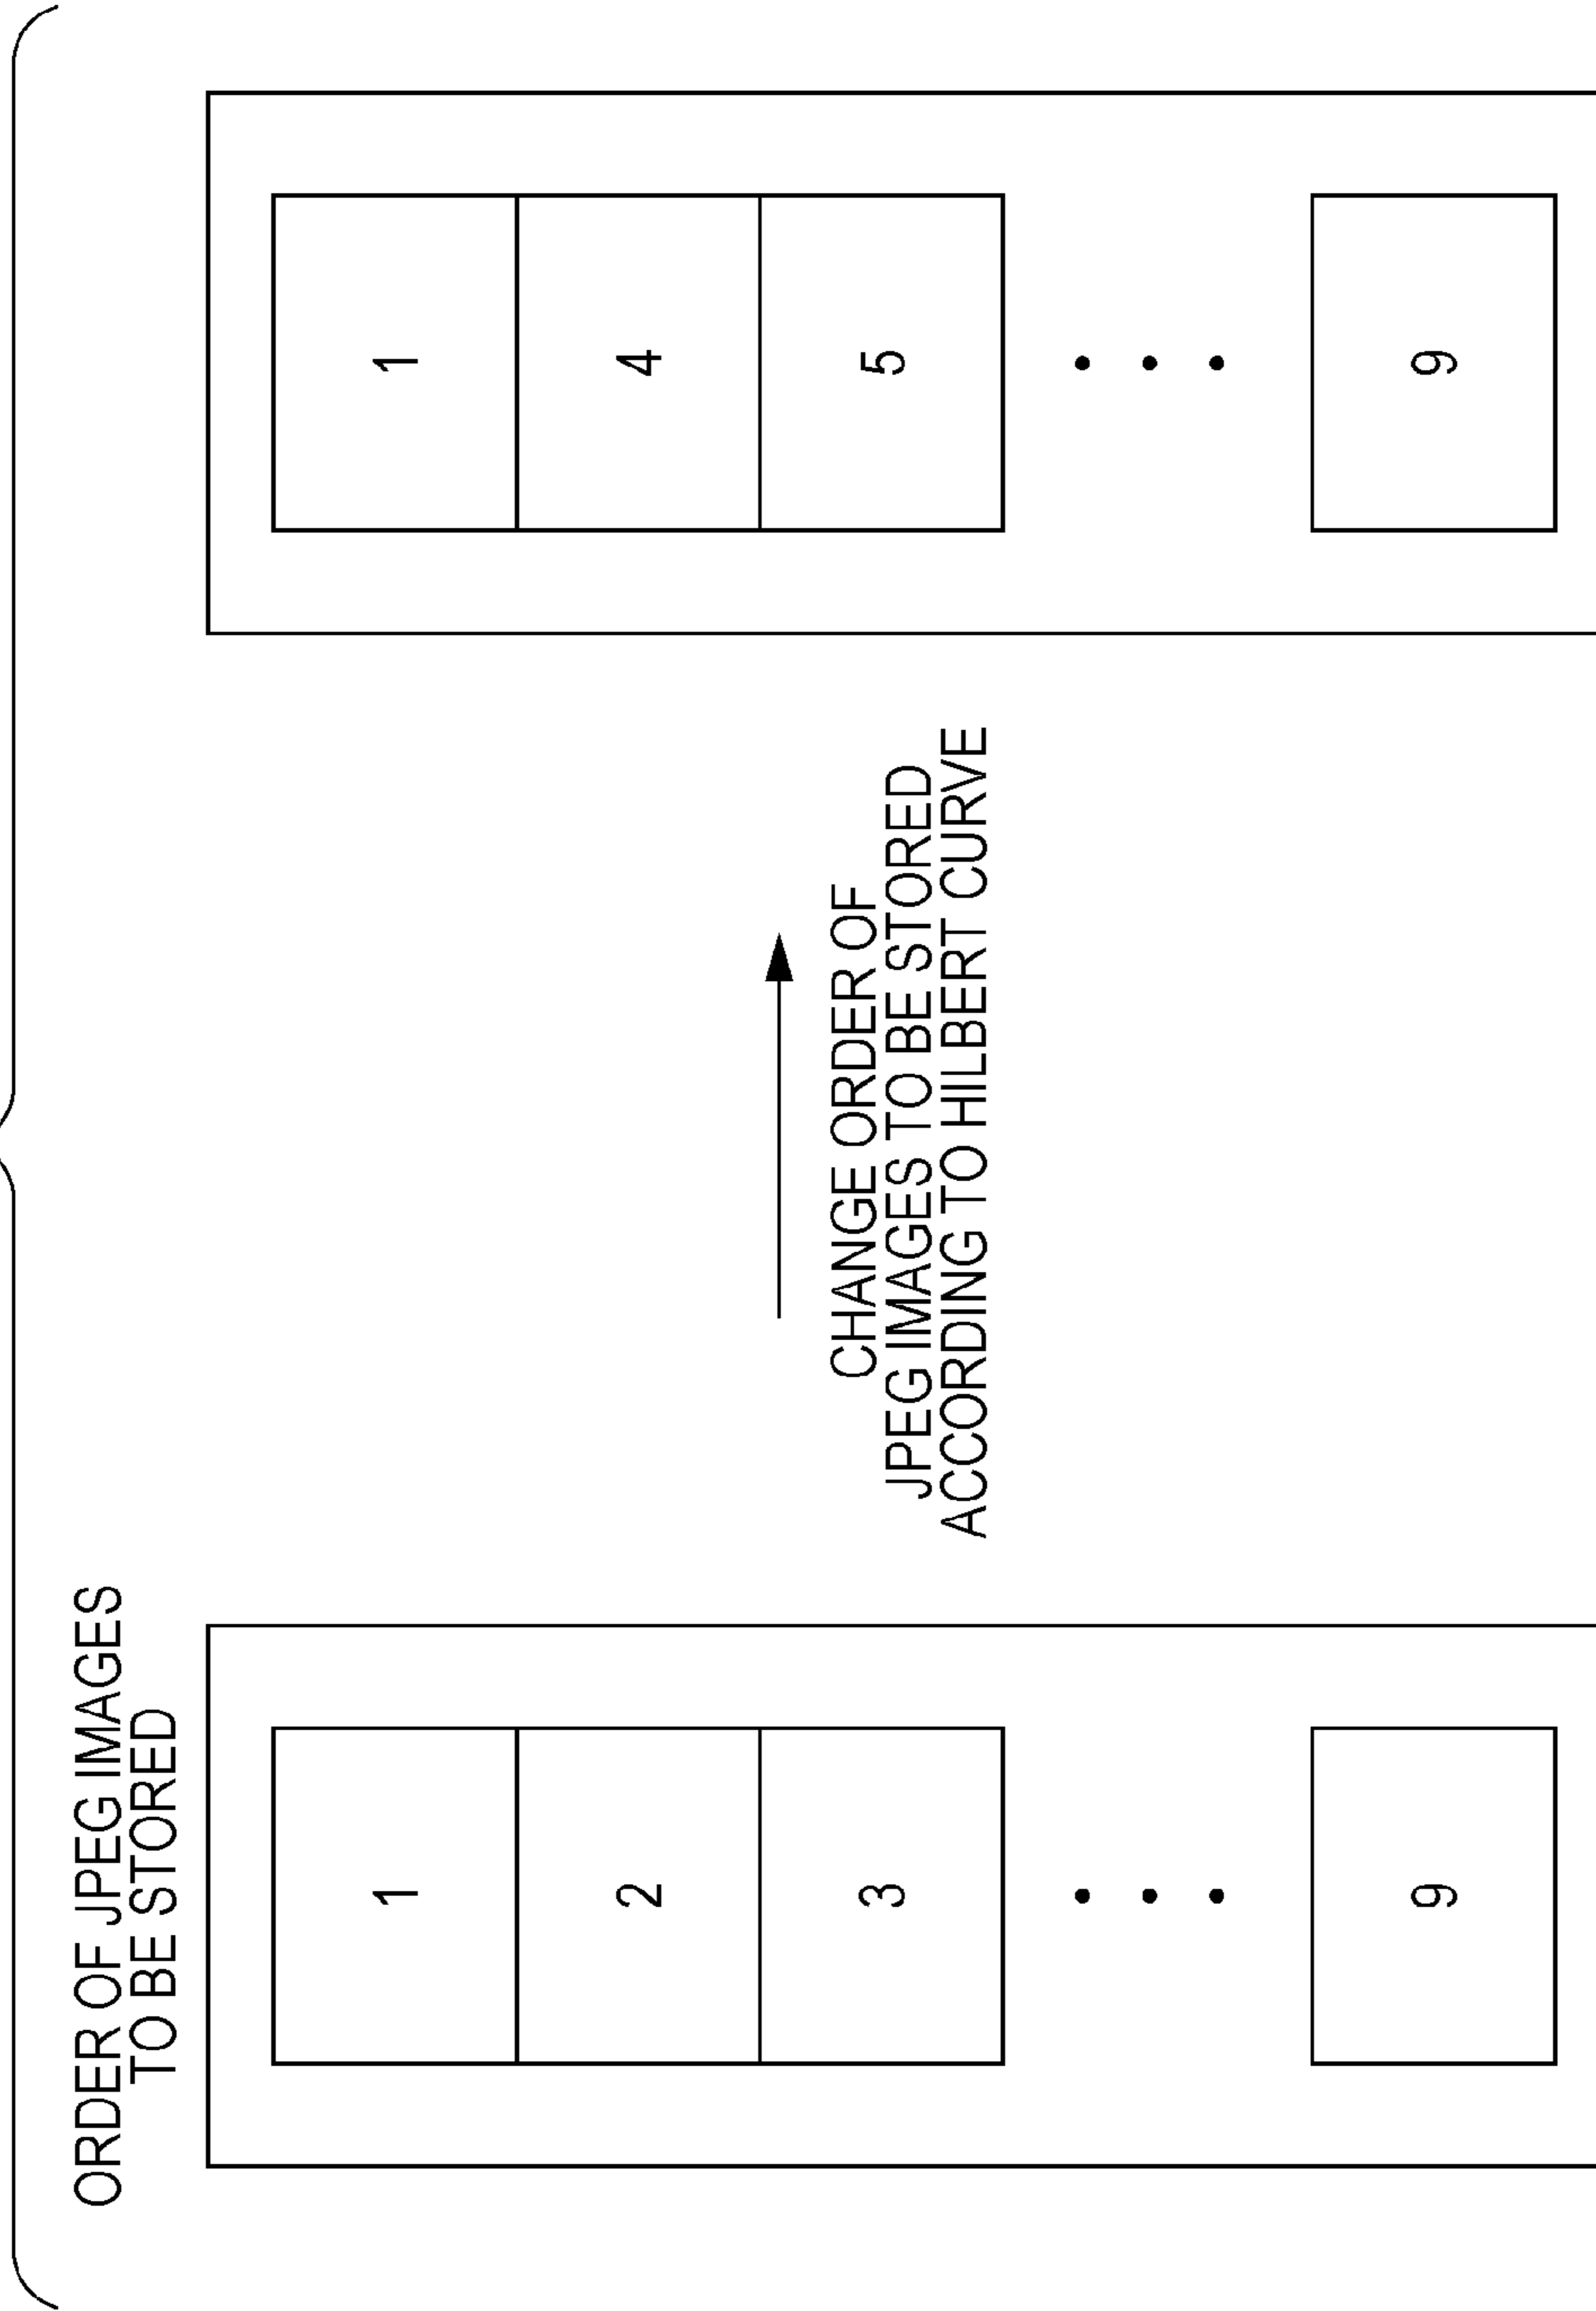 ORDER OF JPEG IMAGES
TO BE STORED
1
2
3
9
CHANGE ORDER OF
JPEG IMAGES TO BE STORED
ACCORDING TO HILBERT CURVE
1
4
5
9